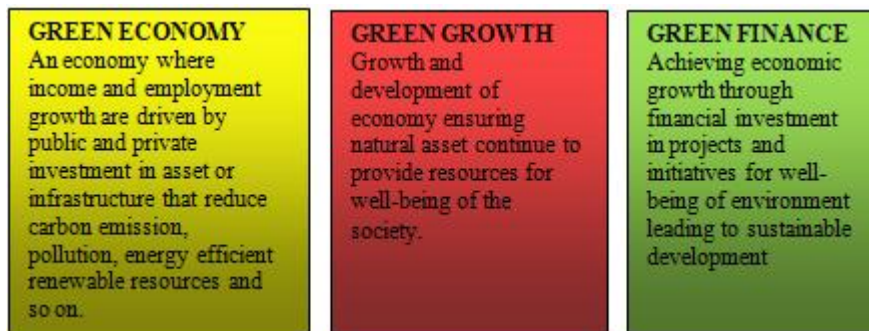 GREEN ECONOMY
An economy where
income and employment
growth are driven by
public and private
investment in asset or
infrastructure that reduce
carbon emission,
pollution, energy efficient
renewable resources and
so on.
GREEN GROWTH
Growth and
development of
economy ensuring
natural asset continue to
provide resources for
well-being of the
society.
GREEN FINANCE
Achieving economic
growth through
financial investment
in projects and
initiatives for well-
being of environment
leading to sustainable
development